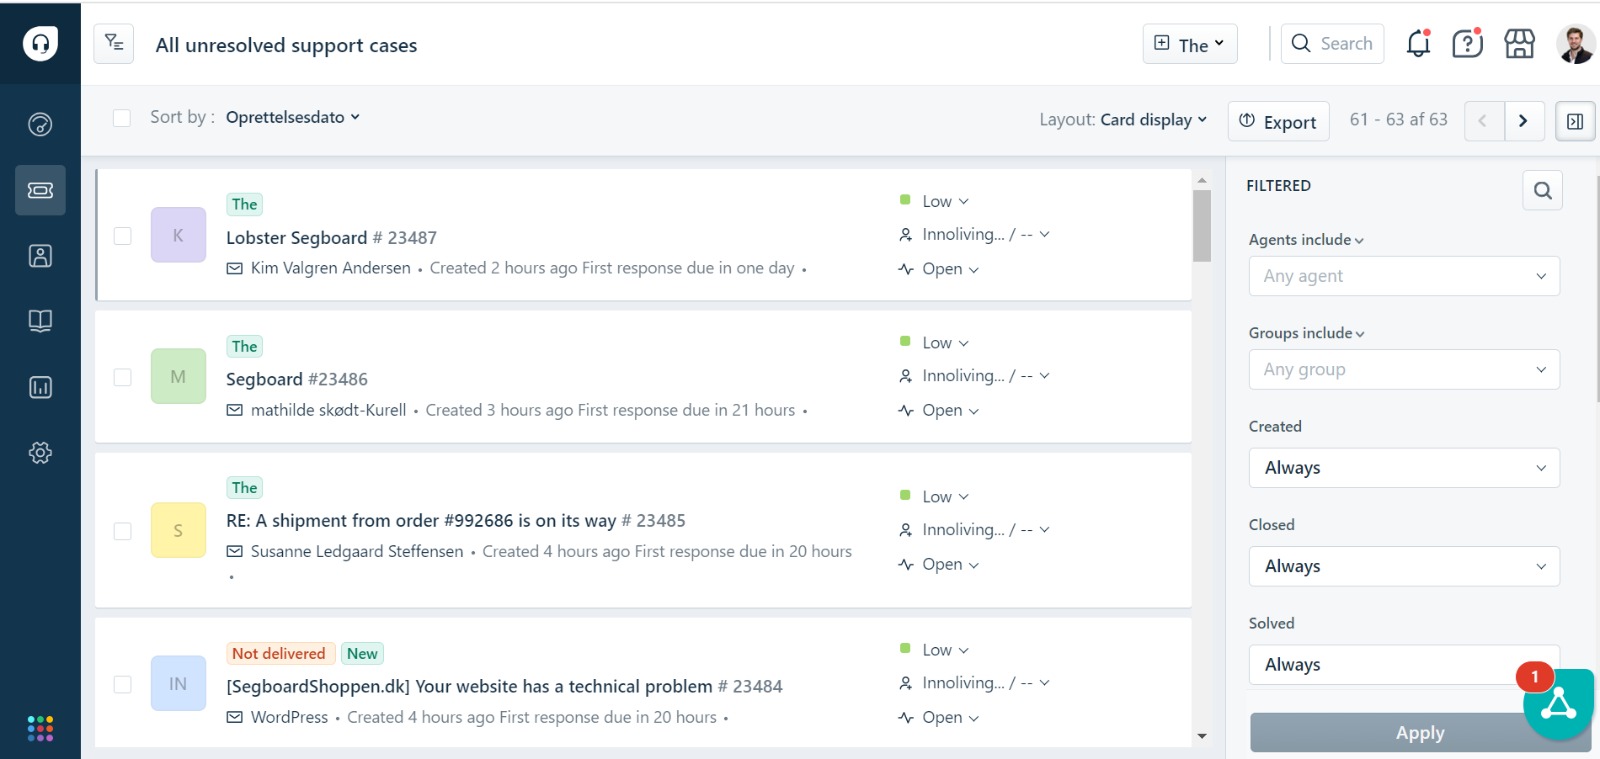 All unresolved support cases
The
Search
Sort by : Oprettelsesdato
Layout: Card display
Export
61 - 63 af 63
The
K
Lobster Segboard # 23487
Kim Valgren Andersen • Created 2 hours ago First response due in one day •
Low
Innoliving... / --
Open
The
M
Segboard #23486
mathilde skødt-Kurell • Created 3 hours ago First response due in 21 hours •
Low
Innoliving... / --
Open
The
S
RE: A shipment from order #992686 is on its way # 23485
Susanne Ledgaard Steffensen • Created 4 hours ago First response due in 20 hours
•
Low
Innoliving... / --
Open
Not delivered New
IN
[SegboardShoppen.dk] Your website has a technical problem # 23484
WordPress • Created 4 hours ago First response due in 20 hours •
Low
Innoliving... / --
Open
FILTERED
Agents include
Any agent
Groups include
Any group
Created
Always
Closed
Always
Solved
Always
1
Apply